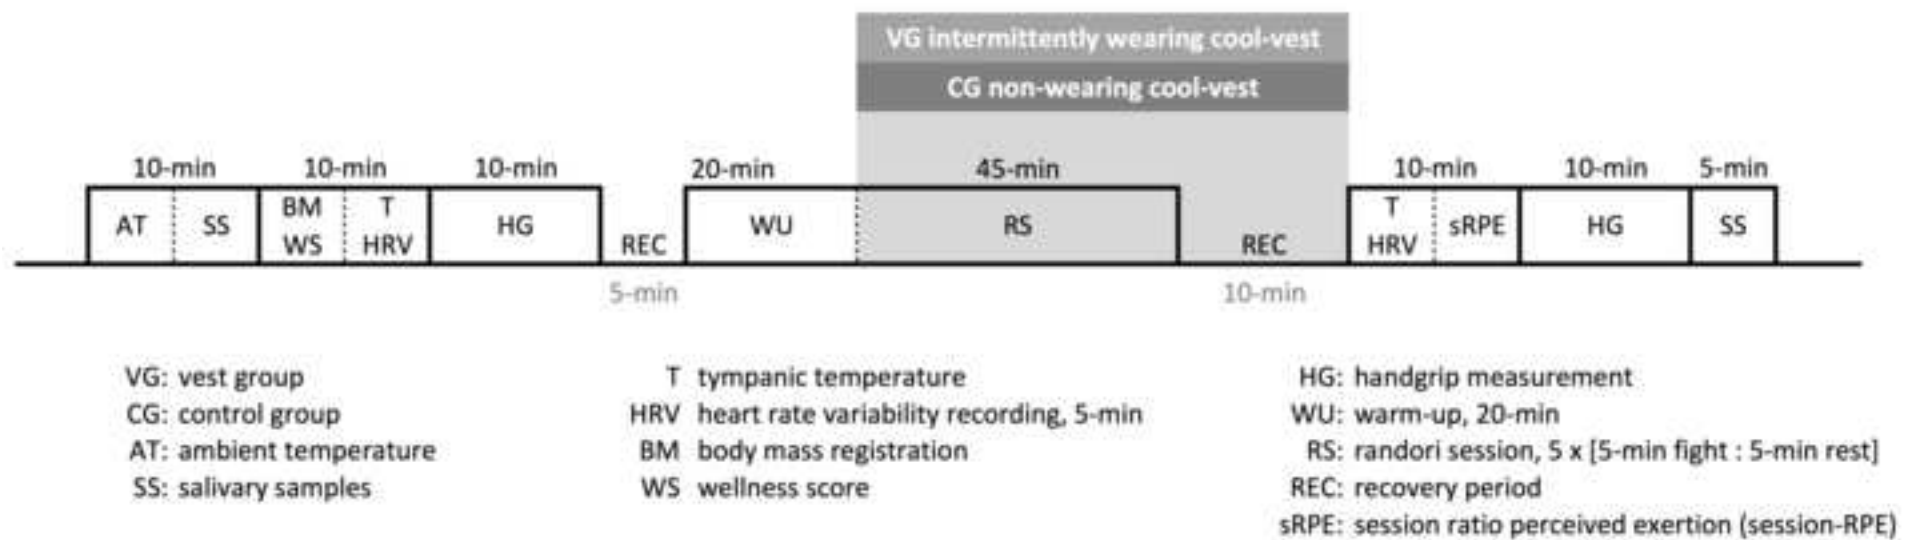 VG intermittently wearing cool-vest
CG non-wearing cool-vest
10-min 10-min 10-min 20-min 45-min 10-min 10-min 5-min
AT SS BM WS T HRV HG REC WU RS REC T HRV sRPE HG SS
5-min 10-min
VG: vest group
CG: control group
AT: ambient temperature
SS: salivary samples
T tympanic temperature
HRV heart rate variability recording, 5-min
BM body mass registration
WS wellness score
HG: handgrip measurement
WU: warm-up, 20-min
RS: randori session, 5 x [5-min fight : 5-min rest]
REC: recovery period
sRPE: session ratio perceived exertion (session-RPE)